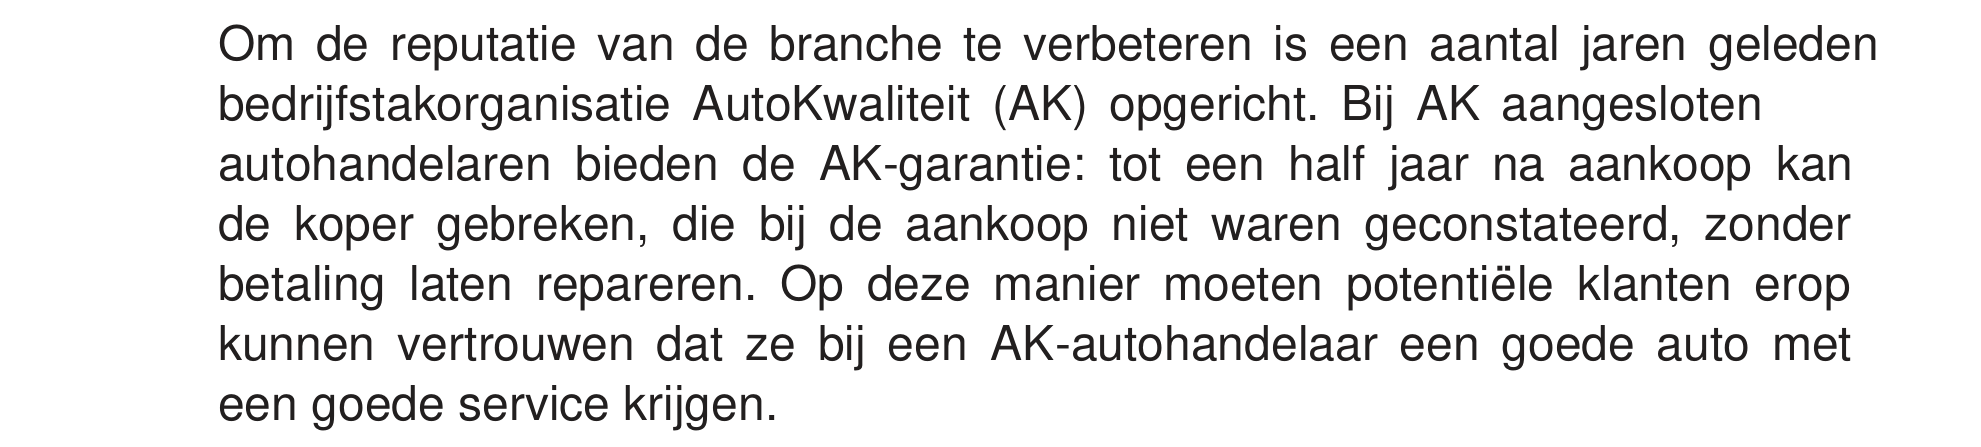 Om de reputatie van de branche te verbeteren is een aantal jaren geleden
bedrijfstakorganisatie AutoKwaliteit (AK) opgericht. Bij AK aangesloten
autohandelaren bieden de AK-garantie: tot een half jaar na aankoop kan
de koper gebreken, die bij de aankoop niet waren geconstateerd, zonder
betaling laten repareren. Op deze manier moeten potentiële klanten erop
kunnen vertrouwen dat ze bij een AK-autohandelaar een goede auto met
een goede service krijgen.